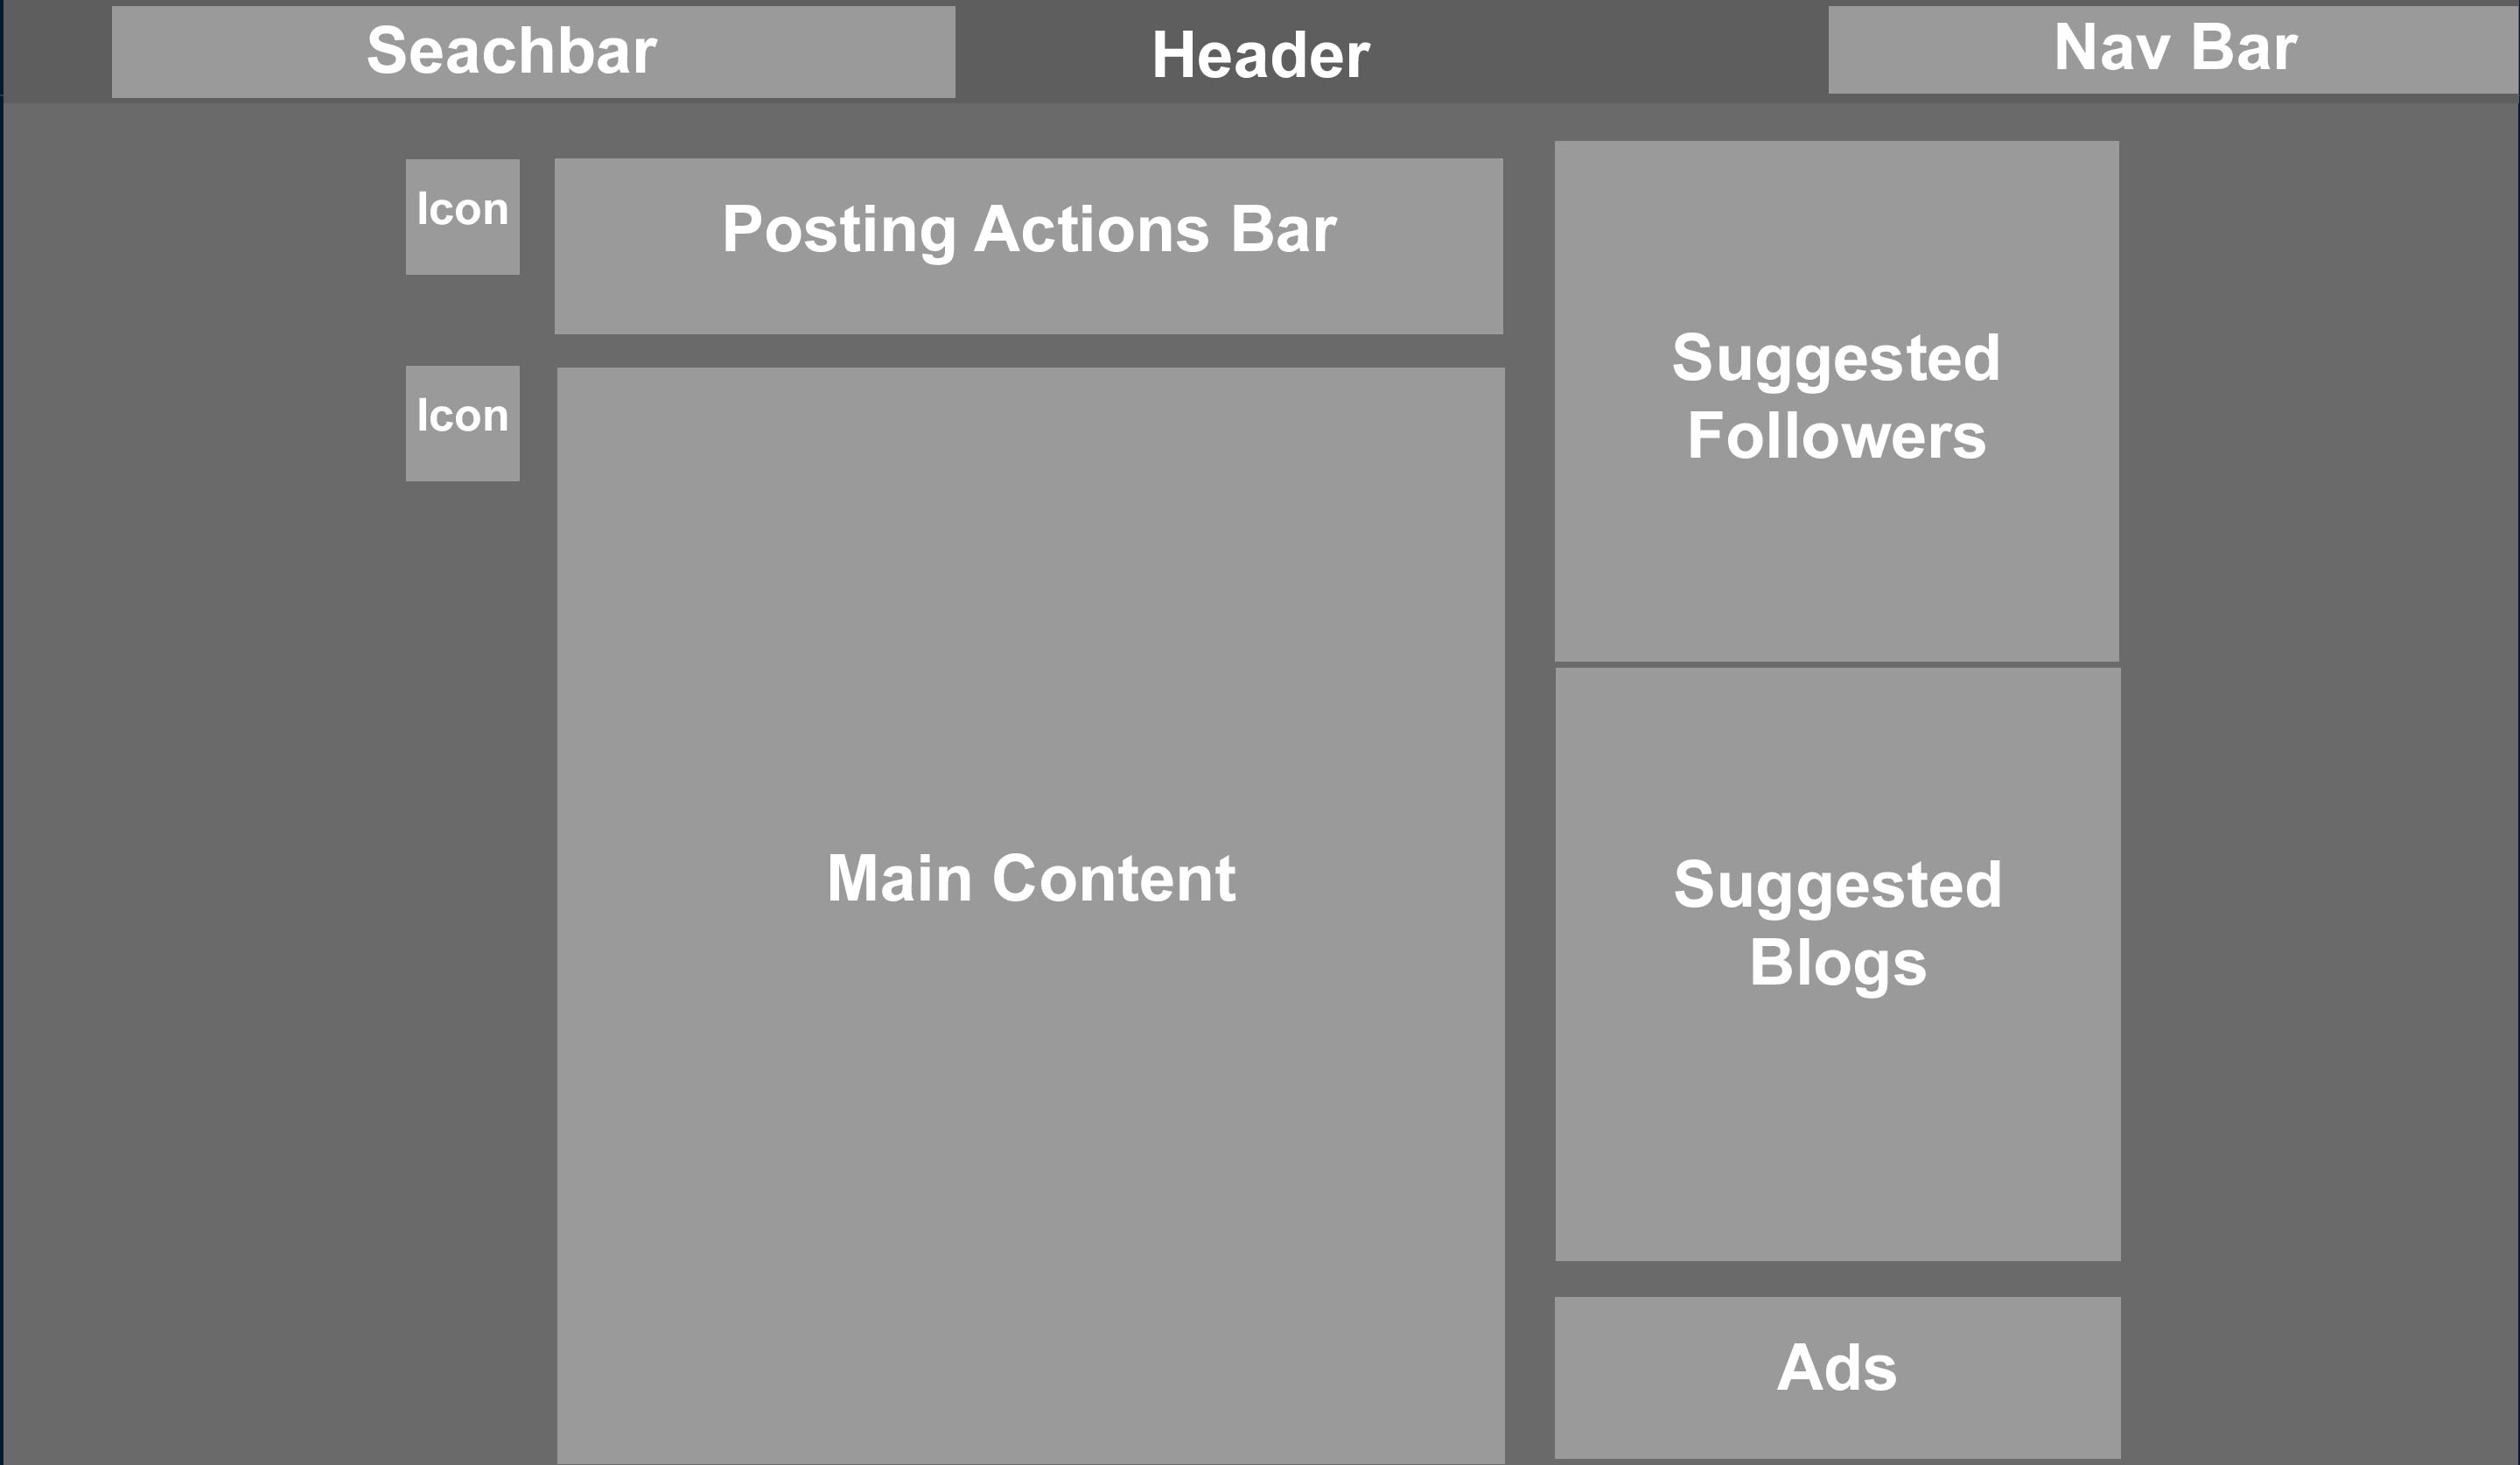 Seachbar
Header
Nav Bar
Icon
Posting Actions Bar
Icon
Main Content
Suggested
Followers
Suggested
Blogs
Ads